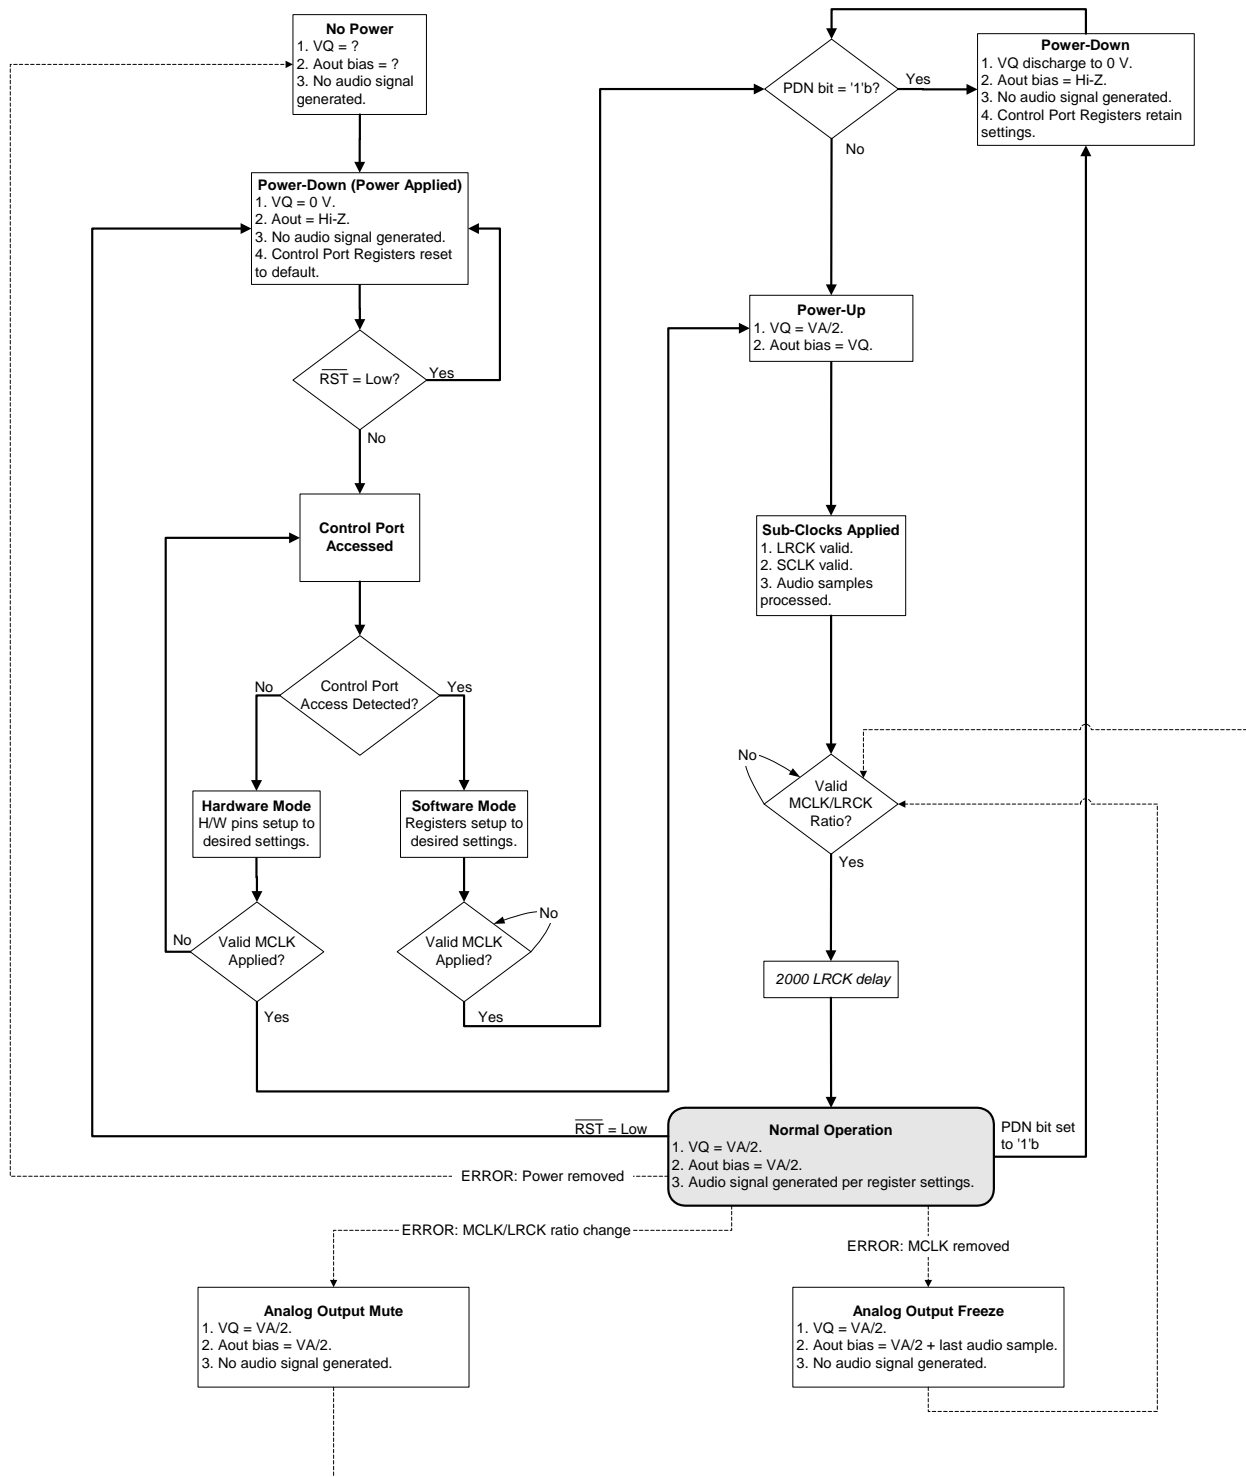 No Power
1. VQ = ?
2. Aout bias = ?
3. No audio signal
generated.
Power-Down (Power Applied)
1. VQ = 0 V.
2. Aout = Hi-Z.
3. No audio signal generated.
4. Control Port Registers reset
to default.
RST = Low?
Yes
No
Control Port
Accessed
Control Port
Access Detected?
No
Yes
Hardware Mode
H/W pins setup to
desired settings.
Software Mode
Registers setup to
desired settings.
Valid MCLK
Applied?
No
Yes
Valid MCLK
Applied?
No
Yes
PDN bit = '1'b?
Yes
No
Power-Down
1. VQ discharge to 0 V.
2. Aout bias = Hi-Z.
3. No audio signal generated.
4. Control Port Registers retain
settings.
Power-Up
1. VQ = VA/2.
2. Aout bias = VQ.
Sub-Clocks Applied
1. LRCK valid.
2. SCLK valid.
3. Audio samples
processed.
No
Valid
MCLK/LRCK
Ratio?
Yes
2000 LRCK delay
Normal Operation
1. VQ = VA/2.
2. Aout bias = VA/2.
3. Audio signal generated per register settings.
RST = Low
PDN bit set
to '1'b
ERROR: Power removed
ERROR: MCLK/LRCK ratio change
ERROR: MCLK removed
Analog Output Mute
1. VQ = VA/2.
2. Aout bias = VA/2.
3. No audio signal generated.
Analog Output Freeze
1. VQ = VA/2.
2. Aout bias = VA/2 + last audio sample.
3. No audio signal generated.